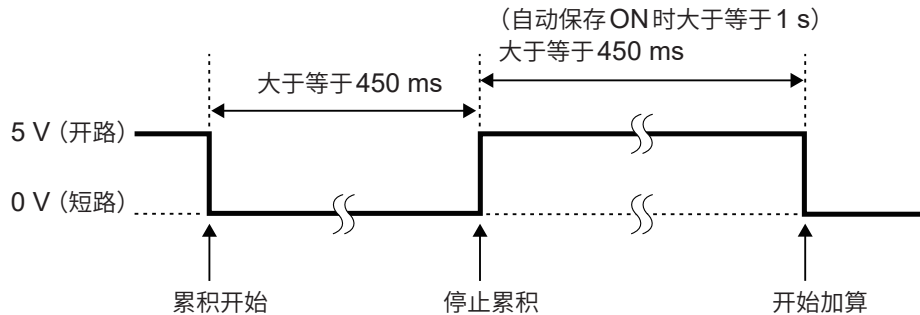 （自动保存ON时大于等于1 s）
大于等于450 ms
大于等于450 ms
5 V（开路）
0 V（短路）
累积开始
停止累积
开始加算